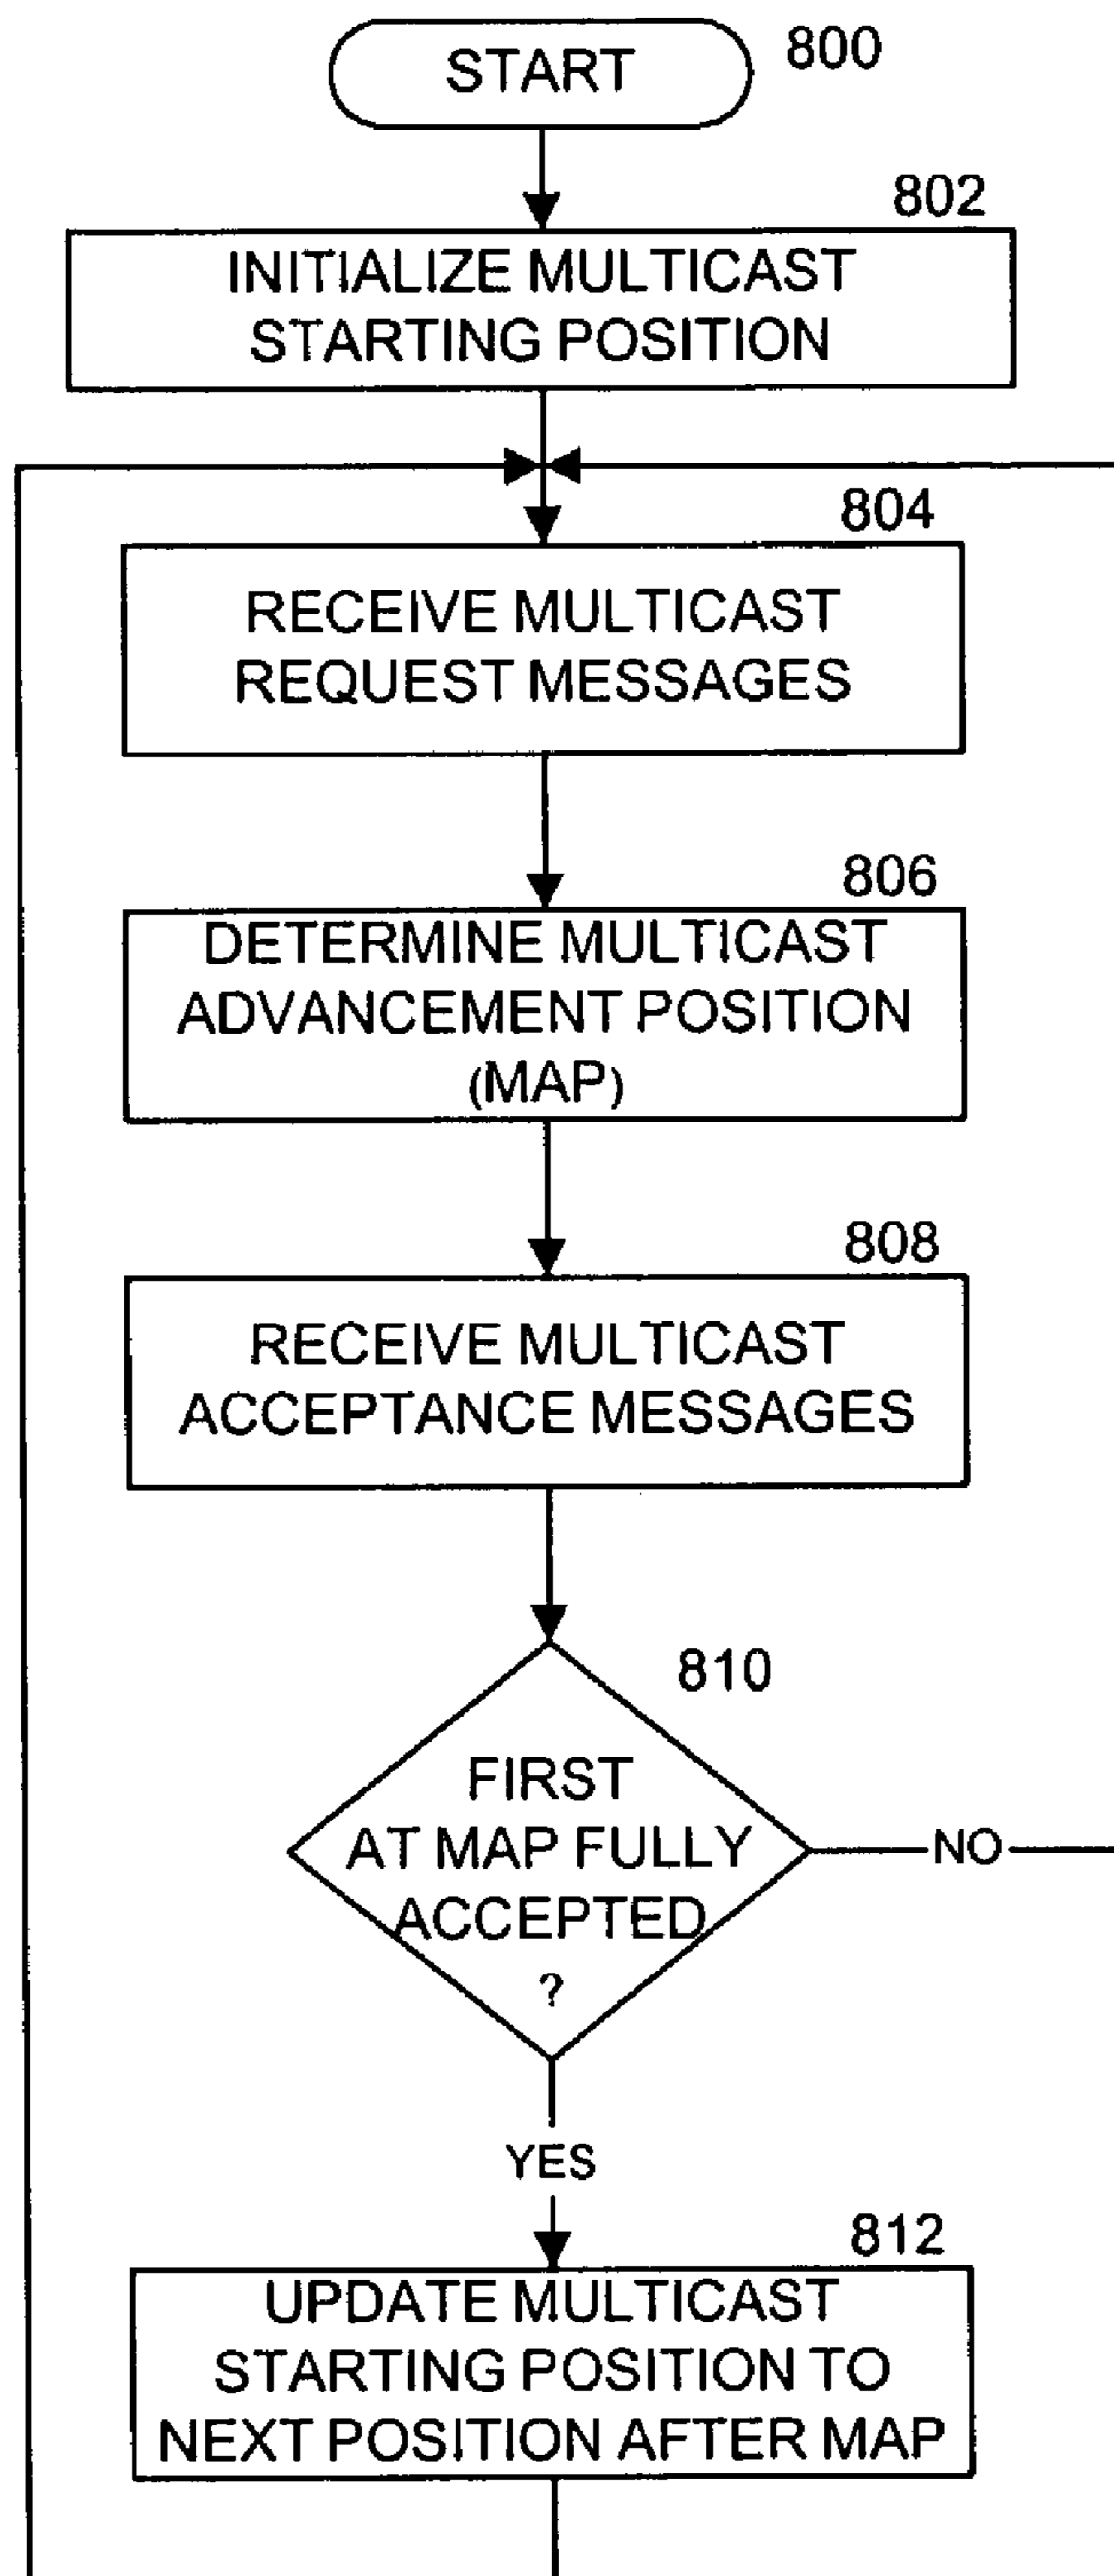 START
800
802
INITIALIZE MULTICAST
STARTING POSITION
804
RECEIVE MULTICAST
REQUEST MESSAGES
806
DETERMINE MULTICAST
ADVANCEMENT POSITION
(MAP)
808
RECEIVE MULTICAST
ACCEPTANCE MESSAGES
810
FIRST
AT MAP FULLY
ACCEPTED
?
NO
YES
812
UPDATE MULTICAST
STARTING POSITION TO
NEXT POSITION AFTER MAP